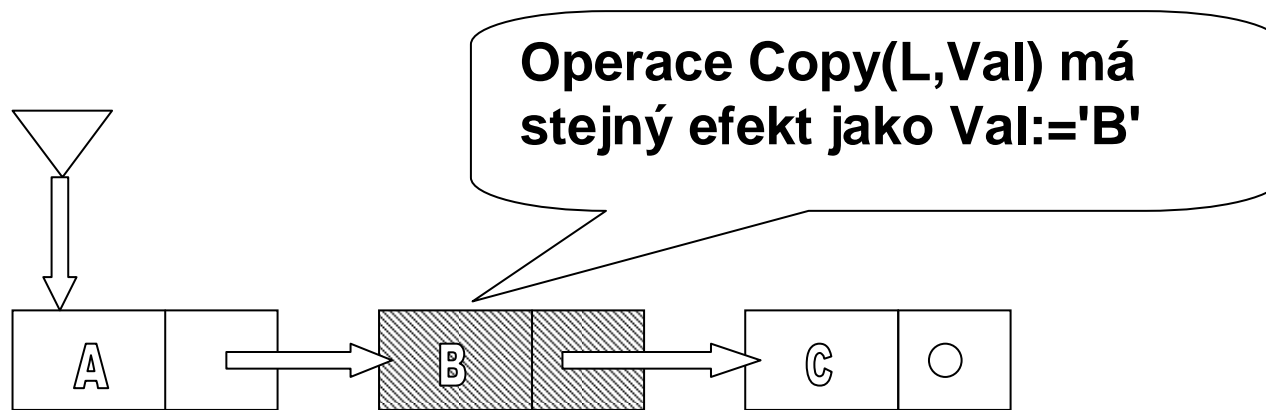 Operace Copy(L,Val) má
stejný efekt jako Val:='B'
A B C